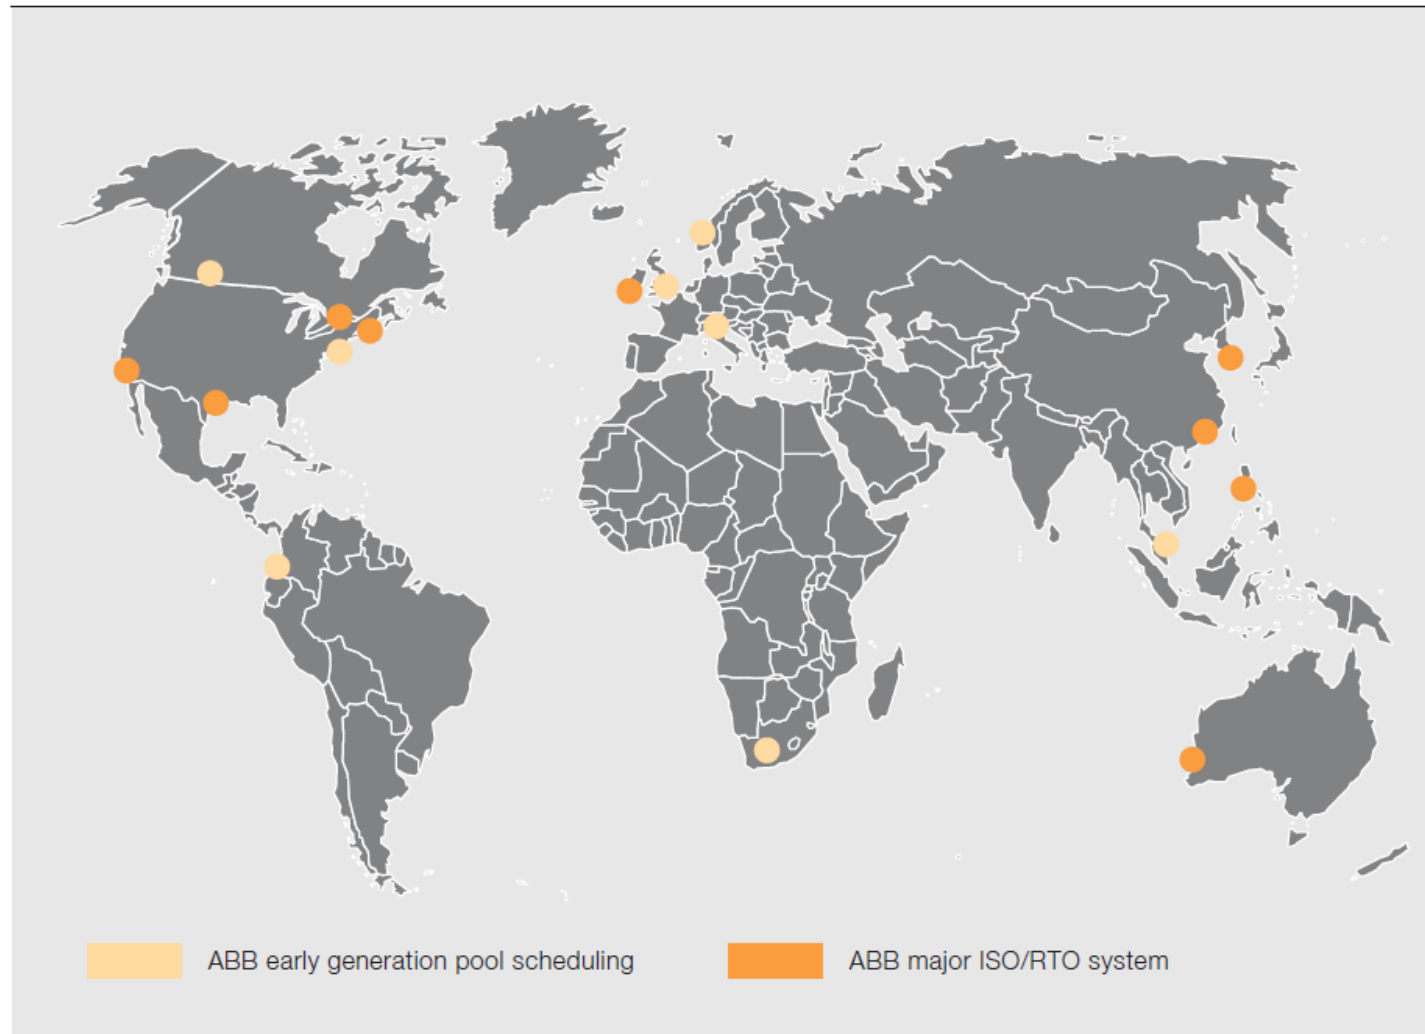 ABB early generation pool scheduling
ABB major ISO/RTO system